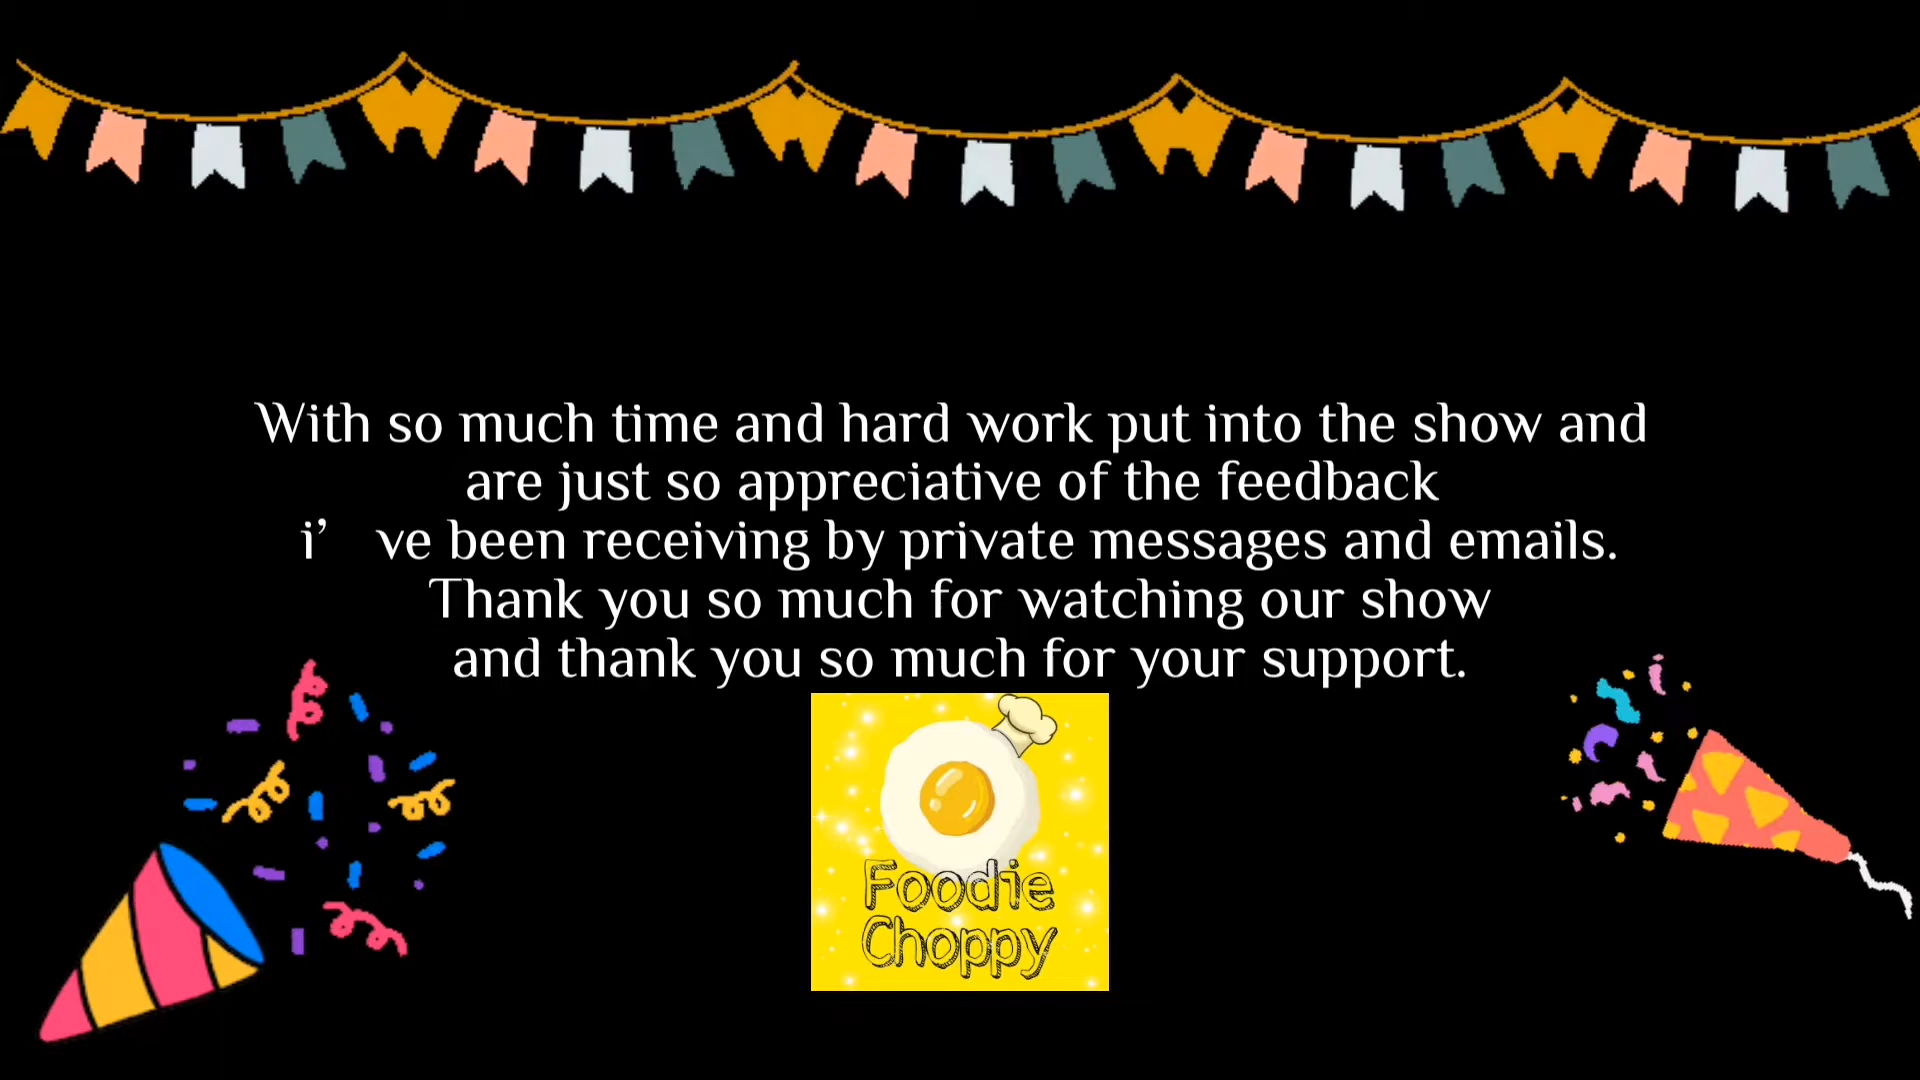 With so much time and hard work put into the show and
are just so appreciative of the feedback
i’ ve been receiving by private messages and emails.
Thank you so much for watching our show
and thank you so much for your support.
Foodie
Choppy